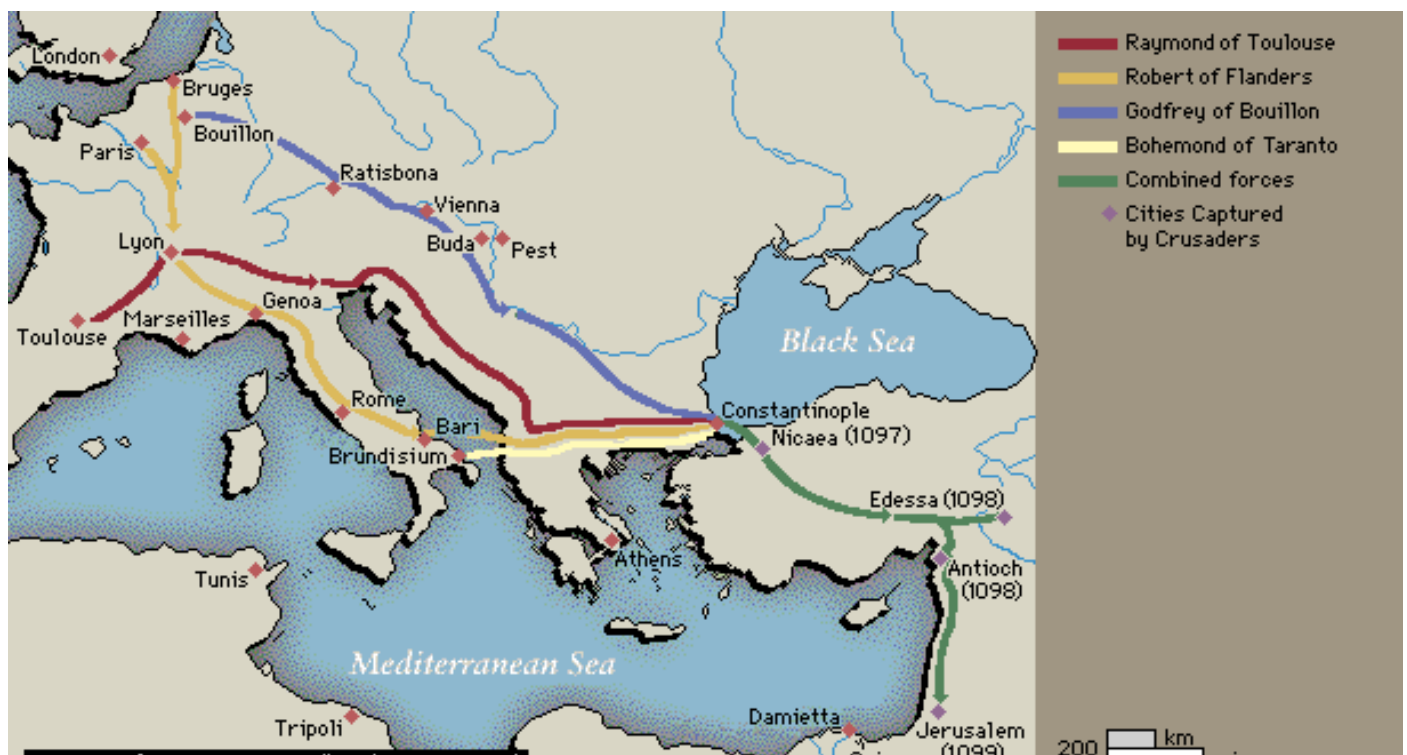 London
Bruges
Bouillon
Paris
Ratisbona
Vienna
Lyon
Buda
Pest
Genoa
Marseilles
Toulouse
Black Sea
Rome
Bari
Brundisium
Constantinople
Nicaea (1097)
Edessa (1098)
Athens
Antioch
(1098)
Tunis
Mediterranean Sea
Tripoli
Damietta
Jerusalem
(1099)
Raymond of Toulouse
Robert of Flanders
Godfrey of Bouillon
Bohemond of Taranto
Combined forces
Cities Captured
by Crusaders
200
km